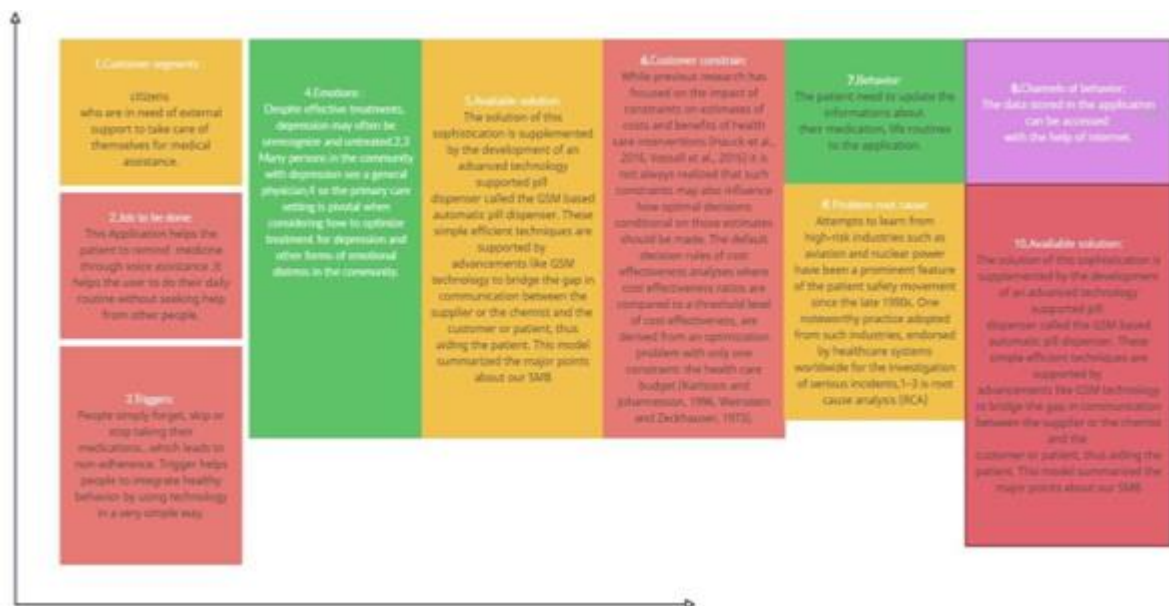 1.Customer segments :
citizens
who are in need of external
support to take care of
themselves for medical
assistance.
2.Job to be done:
This Application helps the
patient to remind medicine
through voice assistance .It
helps the user to do their daily
routine without seeking help
from other people.
3.Triggers:
People simply forget, skip or
stop taking their
medications, which leads to
non-adherence. Trigger helps
people to integrate healthy
behavior by using technology
in a very simple way.
4.Emotions:
Despite effective treatments,
depression may often be
unrecognize and untreated.2,3
Many persons in the community
with depression see a general
physician,4 so the primary care
setting is pivotal when
considering how to optimize
treatment for depression and
other forms of emotional
distress in the community.
5.Available solution:
The solution of this
sophistication is supplemented
by the development of an
advanced technology
supported pill
dispenser called the GSM based
automatic pill dispenser. These
simple efficient techniques are
supported by
advancements like GSM
technology to bridge the gap in
communication between the
supplier or the chemist and the
customer or patient, thus
aiding the patient. This model
summarized the major points
about our SMB
6.Customer constrain:
While previous research has
focused on the impact of
constraints on estimates of
costs and benefits of health
care interventions (Hauck et al.,
2016, Vassall et al., 2016) it is
not always realized that such
constraints may also influence
how optimal decisions
conditional on those estimates
should be made. The default
decision rules of cost
effectiveness analyses where
cost effectiveness ratios are
compared to a threshold level
of cost effectiveness, are
derived from an optimization
problem with only one
constraint: the health care
budget (Karlsson and
Johannesson, 1996, Weinstein
and Zeckhauser, 1973).
7.Behavior:
The patient need to update the
informations about
their medication, life routines
to the application.
8.Channels of behavior:
The data stored in the application
can be accessed
with the help of internet.
Problem root cause:
Attempts to learn from
high-risk industries such as
aviation and nuclear power
have been a prominent feature
of the patient safety movement
since the late 1990s. One
noteworthy practice adopted
from such industries, endorsed
by healthcare systems
worldwide for the investigation
of serious incidents,1–3 is root
cause analysis (RCA)
10.Available solution:
The solution of this sophistication is
supplemented by the development
of an advanced technology
supported pill
dispenser called the GSM based
automatic pill dispenser. These
simple efficient techniques are
supported by
advancements like GSM technology
to bridge the gap in communication
between the supplier or the chemist
and the
customer or patient, thus aiding the
patient. This model summarized the
major points about our SMB